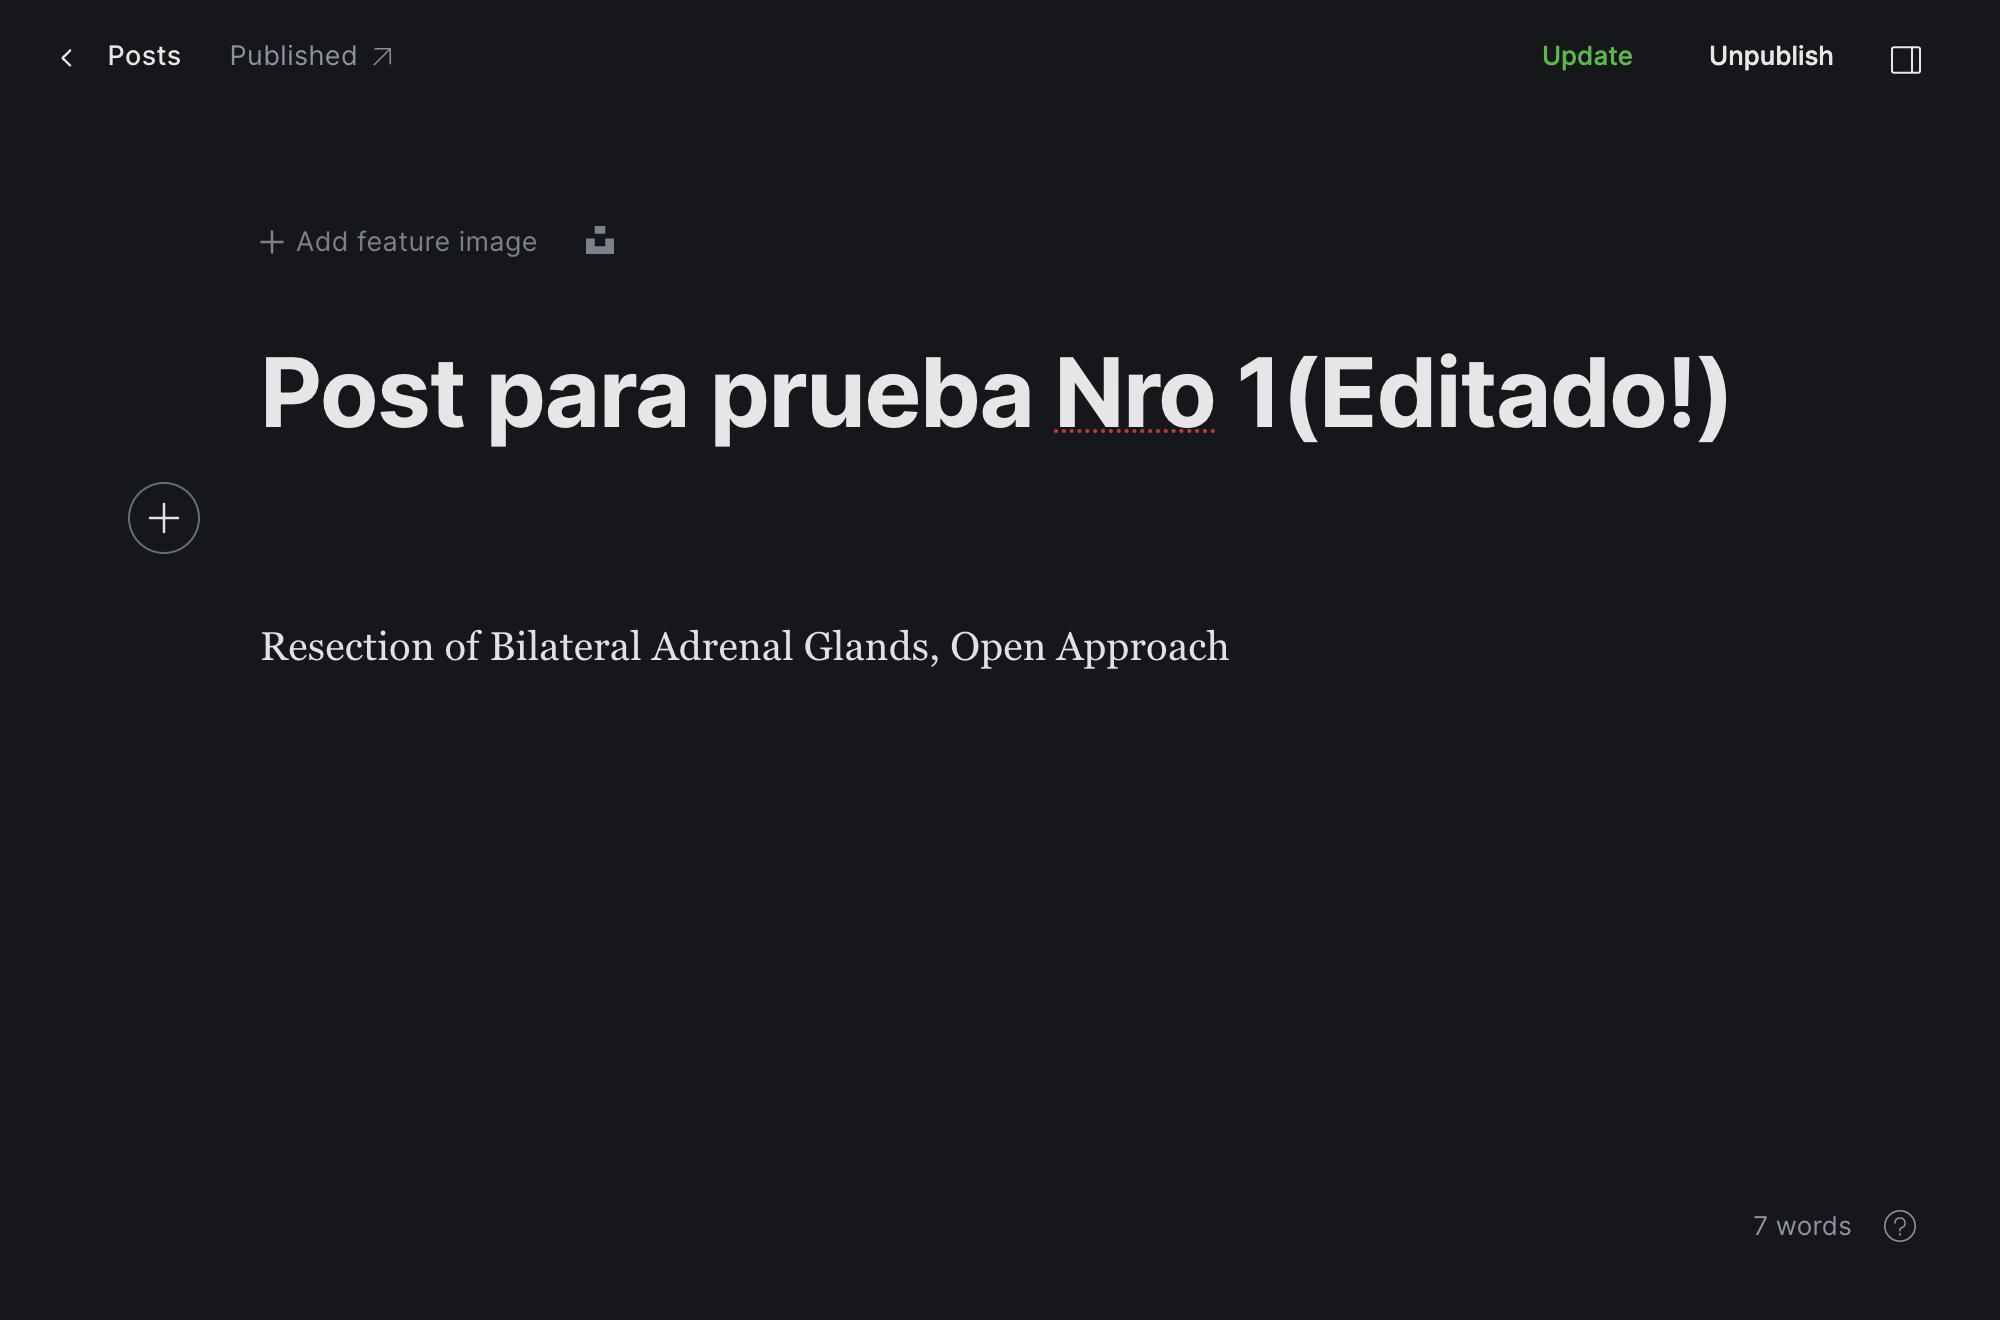 Posts Published Update Unpublish
Add feature image
Post para prueba Nro 1(Editado!)
Resection of Bilateral Adrenal Glands, Open Approach
7 words ?